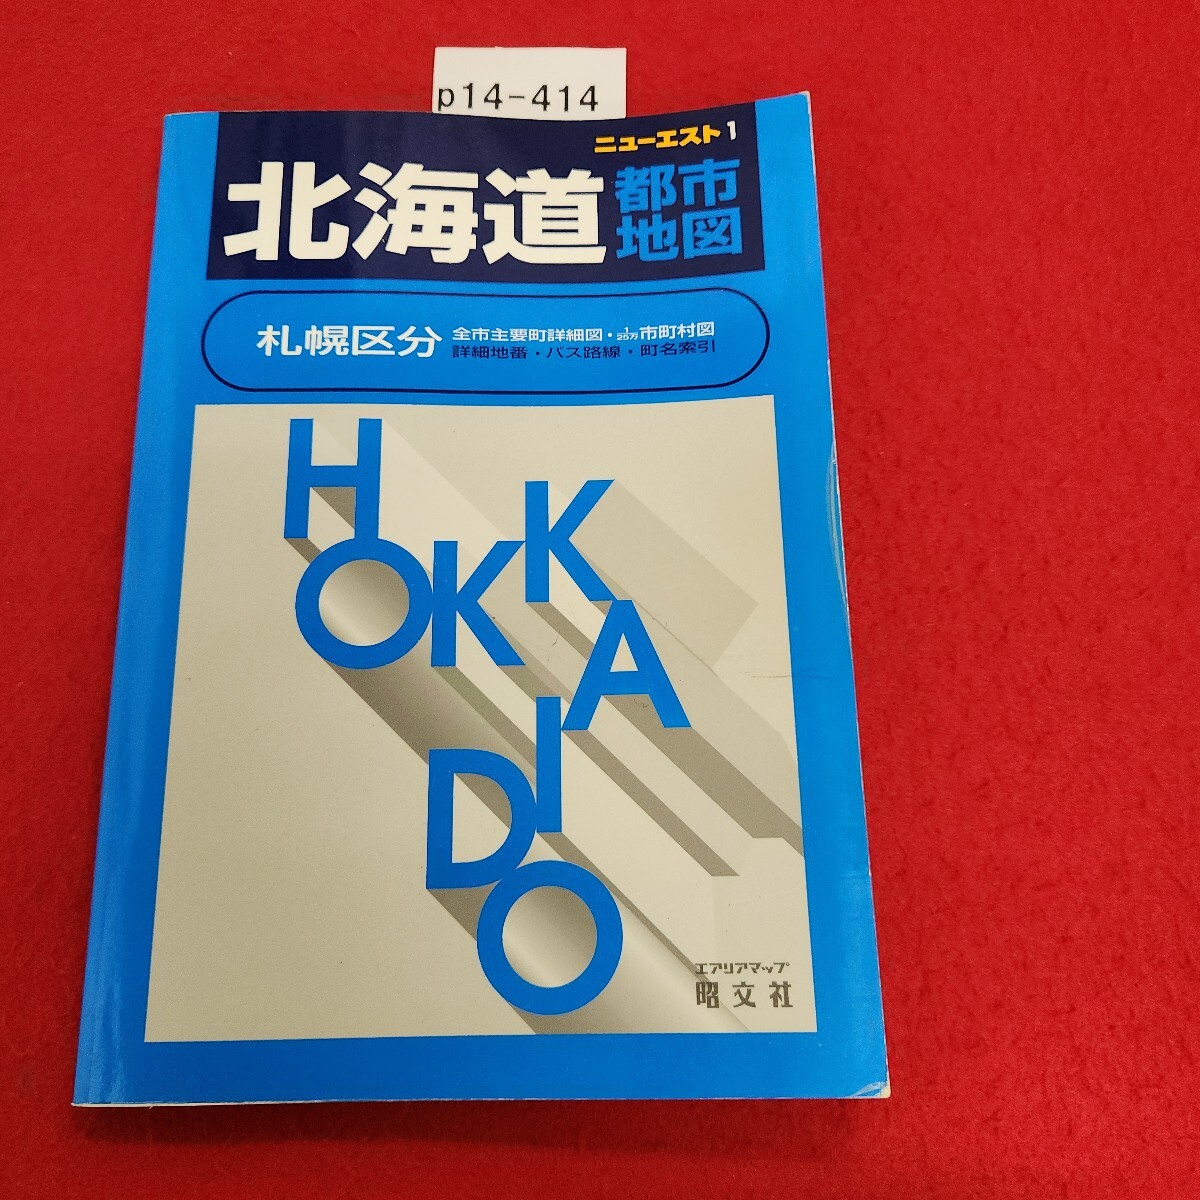 p14-414
ニューエスト1
北海道
都市
地図
札幌区分
全市主要町詳細図・1/25万市町村図
詳細地番・バス路線・町名索引
HOKKAIDO
エアリアマップ
昭文社